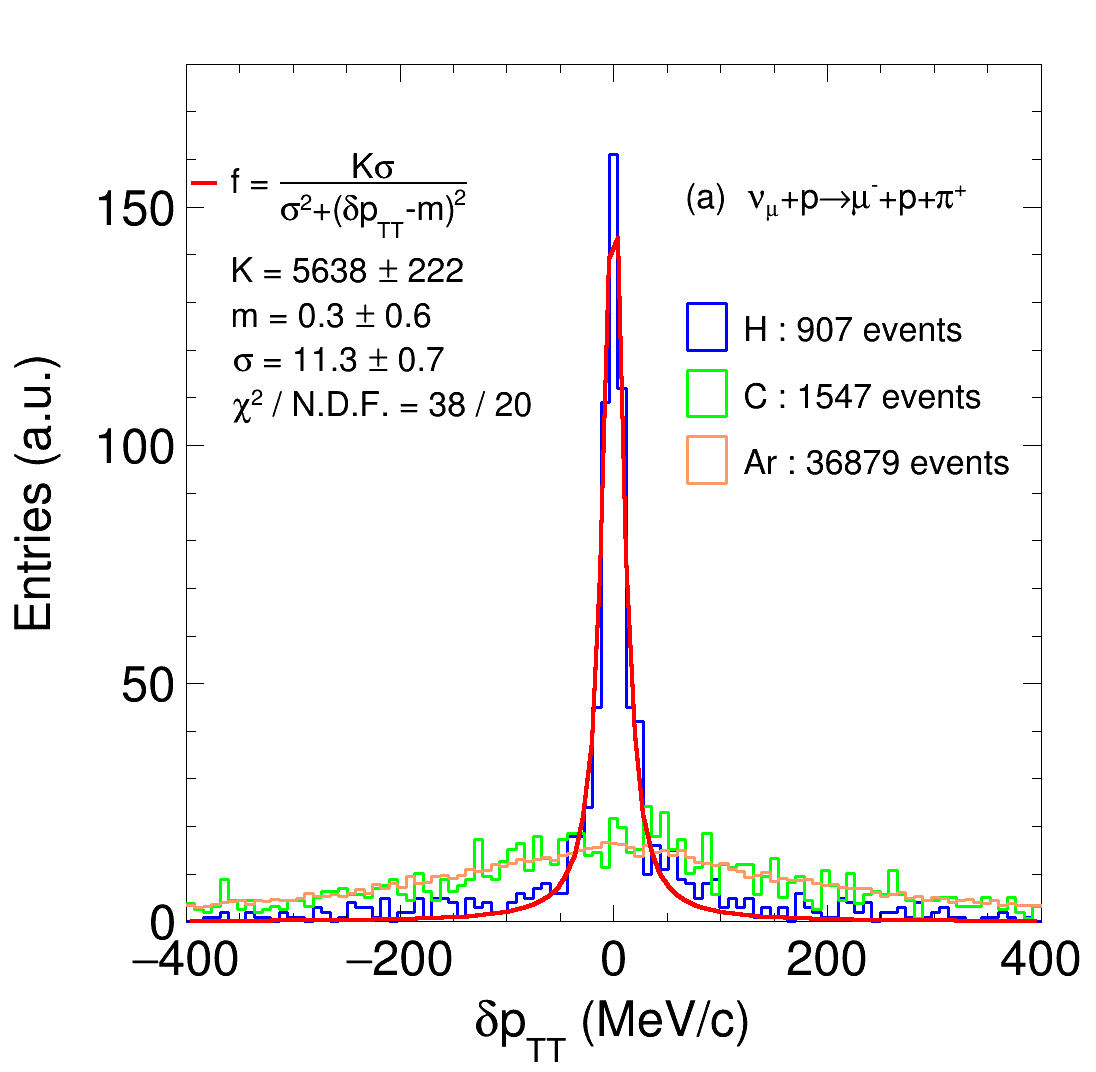 f = Kσ / σ²+(δp_TT-m)²
K = 5638 ± 222
m = 0.3 ± 0.6
σ = 11.3 ± 0.7
χ² / N.D.F. = 38 / 20
(a) ν_μ+p→μ⁻+p+π⁺
H : 907 events
C : 1547 events
Ar : 36879 events
Entries (a.u.)
150
100
50
0
−400 −200 0 200 400
δp_TT (MeV/c)